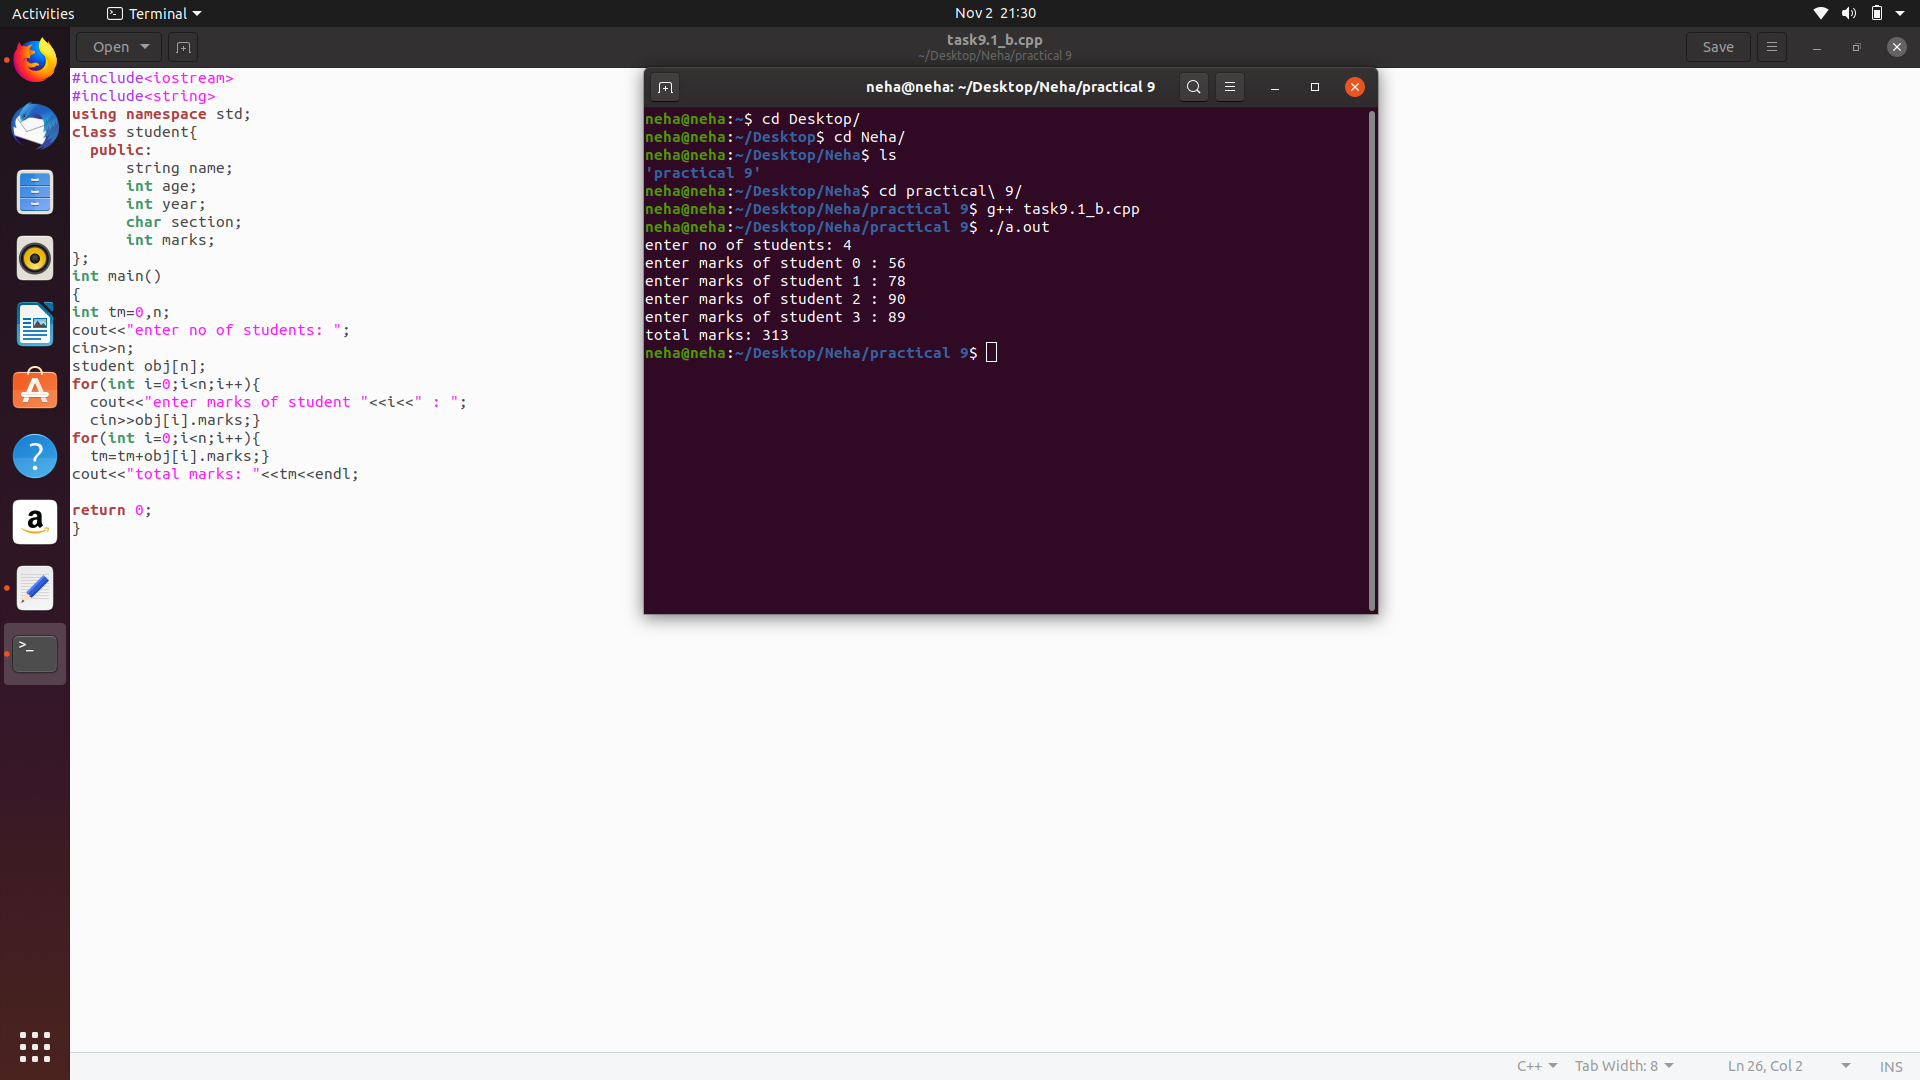 Activities
Terminal
Nov 2 21:30
Open
task9.1_b.cpp
~/Desktop/Neha/practical 9
Save
#include<iostream>
#include<string>
using namespace std;
class student{
  public:
      string name;
      int age;
      int year;
      char section;
      int marks;
};
int main()
{
int tm=0,n;
cout<<"enter no of students: ";
cin>>n;
student obj[n];
for(int i=0;i<n;i++){
  cout<<"enter marks of student "<<i<<" : ";
  cin>>obj[i].marks;}
for(int i=0;i<n;i++){
  tm=tm+obj[i].marks;}
cout<<"total marks: "<<tm<<endl;
return 0;
}
neha@neha: ~/Desktop/Neha/practical 9
neha@neha:~$ cd Desktop/
neha@neha:~/Desktop$ cd Neha/
neha@neha:~/Desktop/Neha$ ls
'practical 9'
neha@neha:~/Desktop/Neha$ cd practical\ 9/
neha@neha:~/Desktop/Neha/practical 9$ g++ task9.1_b.cpp
neha@neha:~/Desktop/Neha/practical 9$ ./a.out
enter no of students: 4
enter marks of student 0 : 56
enter marks of student 1 : 78
enter marks of student 2 : 90
enter marks of student 3 : 89
total marks: 313
neha@neha:~/Desktop/Neha/practical 9$
C++
Tab Width: 8
Ln 26, Col 2
INS